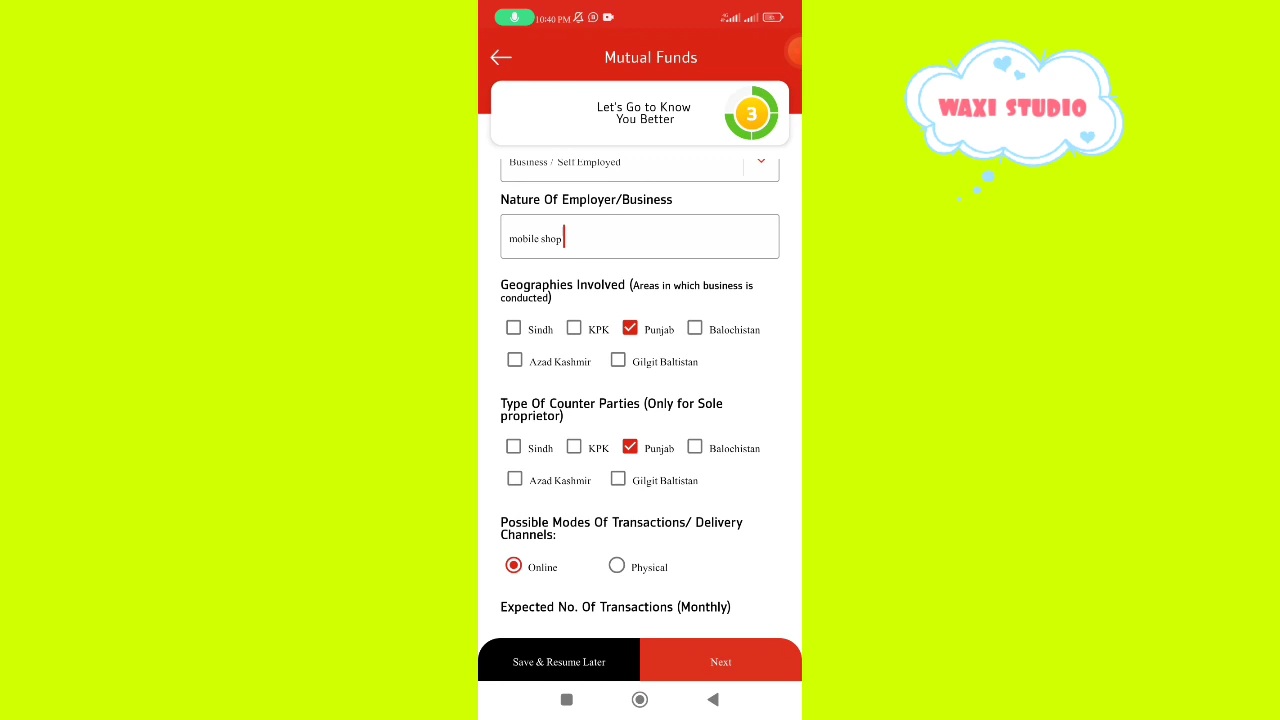 10:40 PM
Mutual Funds
WAXI STUDIO
Let's Go to Know
You Better
3
Business / Self Employed
Nature Of Employer/Business
mobile shop
Geographies Involved (Areas in which business is
conducted)
Sindh KPK Punjab Balochistan
Azad Kashmir Gilgit Baltistan
Type Of Counter Parties (Only for Sole
proprietor)
Sindh KPK Punjab Balochistan
Azad Kashmir Gilgit Baltistan
Possible Modes Of Transactions/ Delivery
Channels:
Online Physical
Expected No. Of Transactions (Monthly)
Save & Resume Later Next